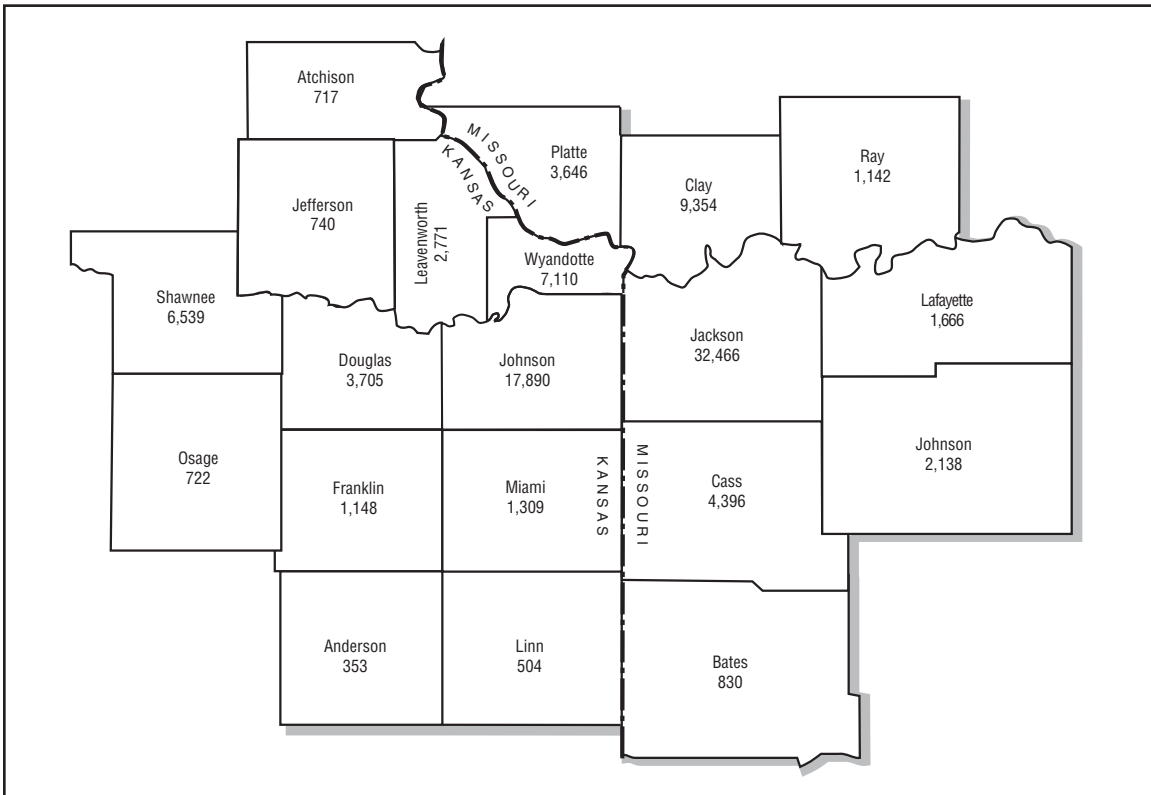 Atchison
717
MISSOURI
KANSAS
Platte
3,646
Clay
9,354
Ray
1,142
Jefferson
740
Leavenworth
2,771
Wyandotte
7,110
Shawnee
6,539
Douglas
3,705
Johnson
17,890
Jackson
32,466
Lafayette
1,666
Osage
722
Franklin
1,148
Miami
1,309
KANSAS
MISSOURI
Cass
4,396
Johnson
2,138
Anderson
353
Linn
504
Bates
830